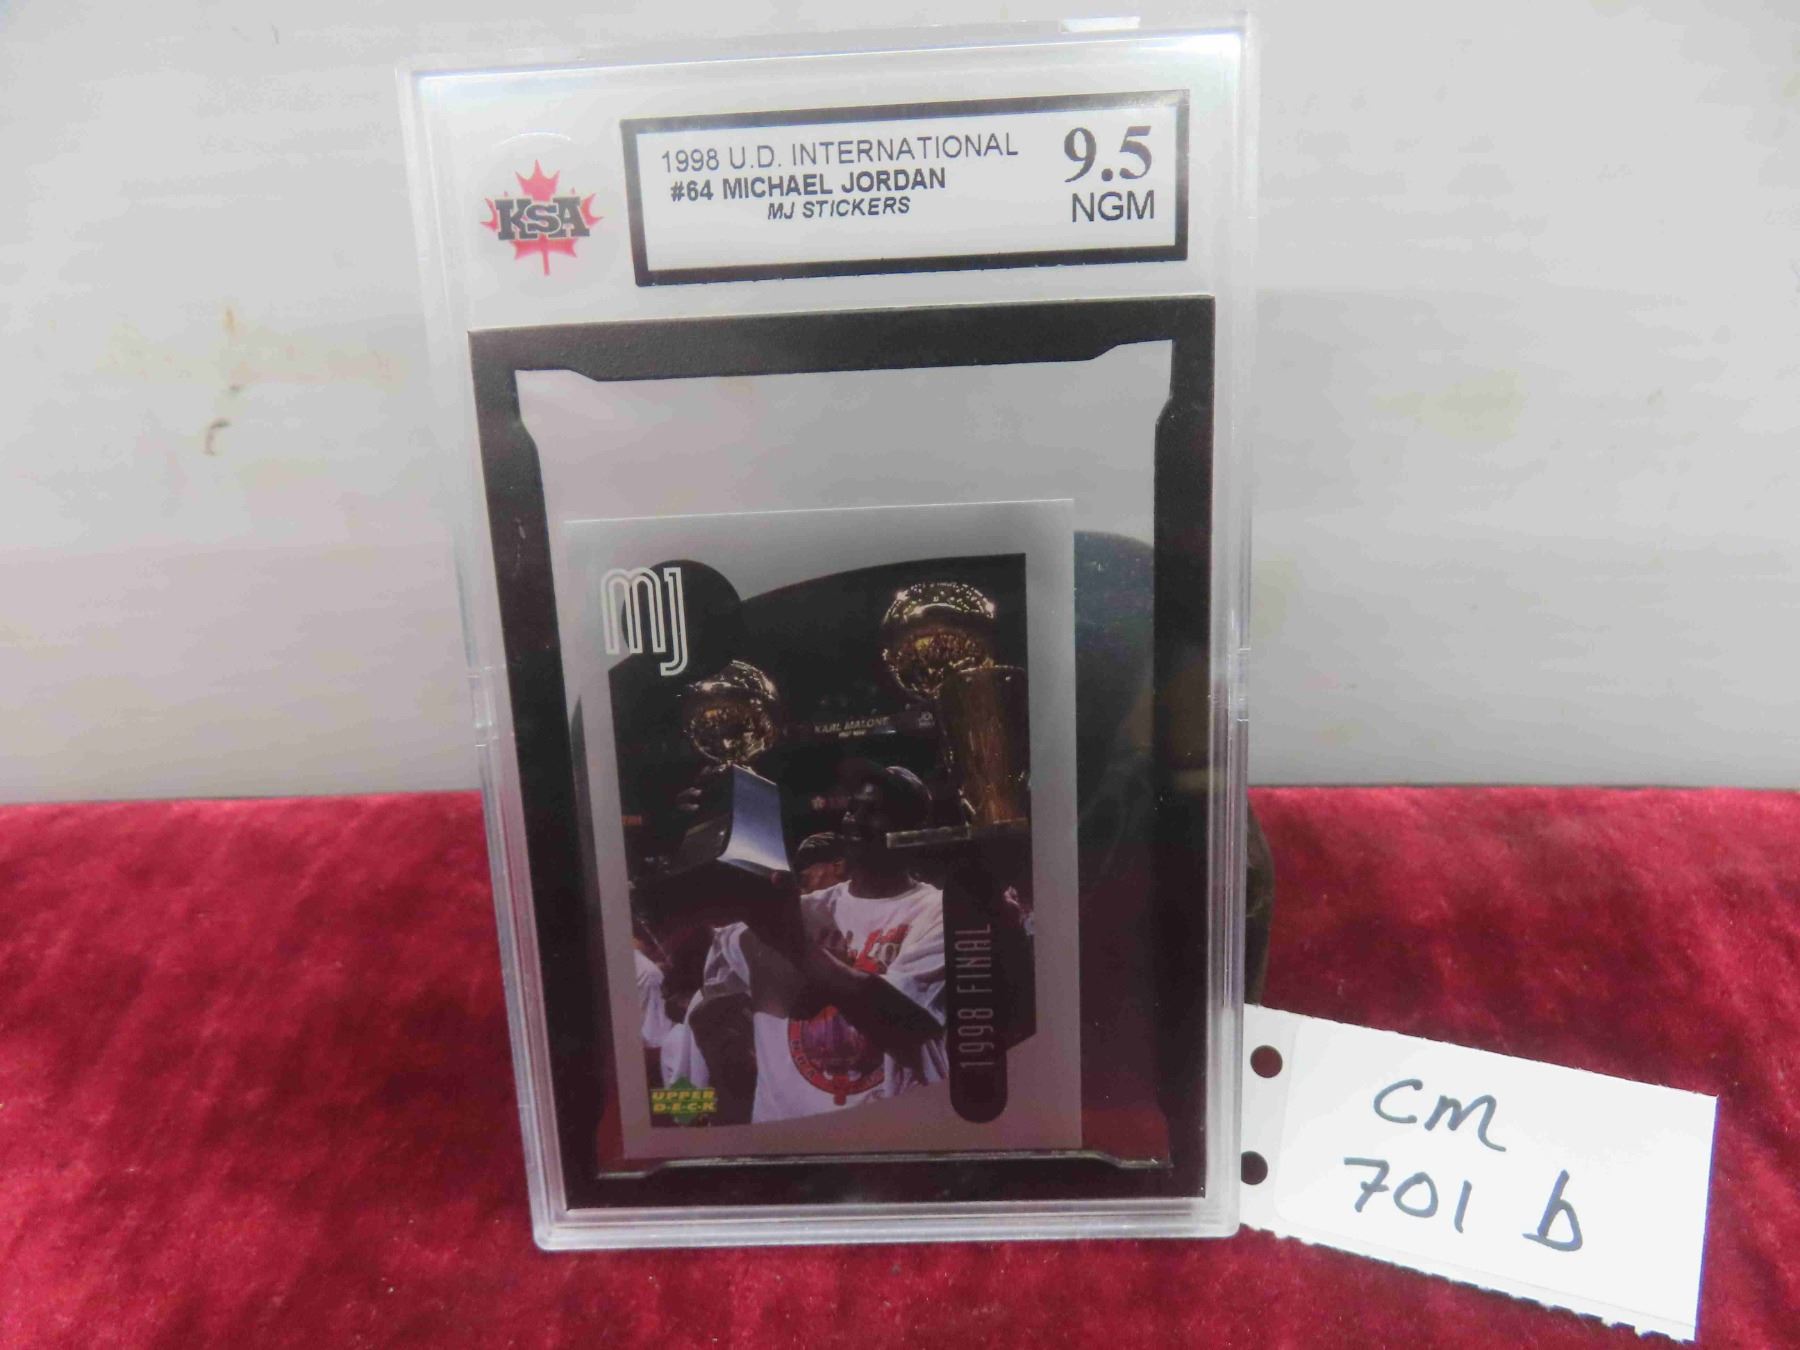 KSA
1998 U.D. INTERNATIONAL
#64 MICHAEL JORDAN
MJ STICKERS
9.5
NGM
mj
KARL MALONE
1998 FINAL
UPPER
D·E·C·K
CM
701 b